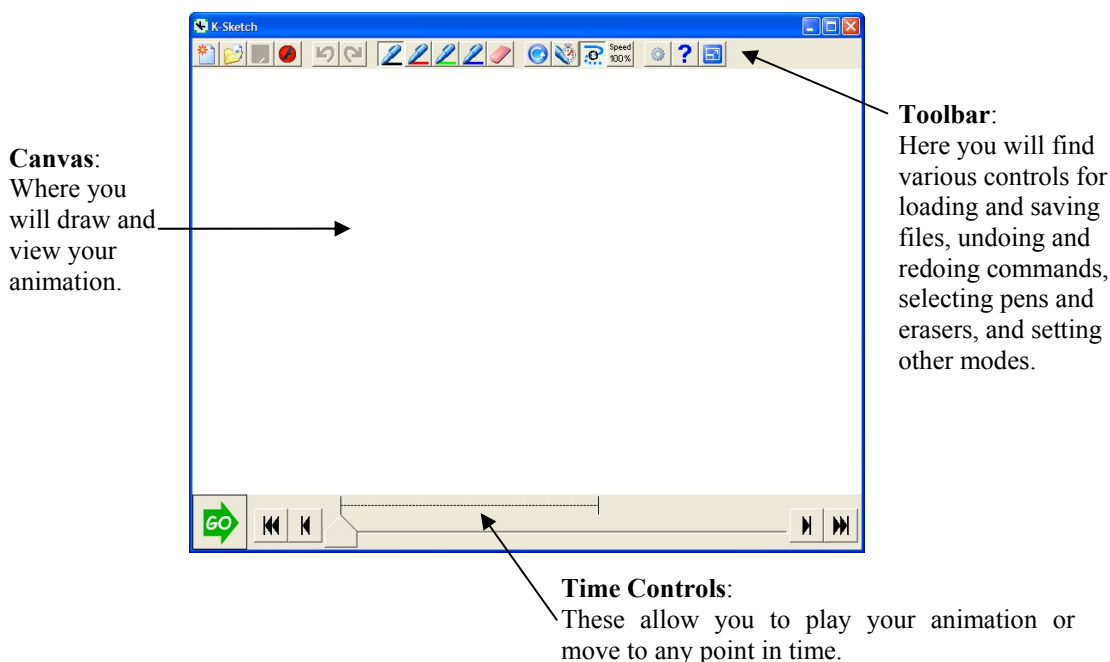 K-Sketch
Speed
100%
?
Toolbar:
Here you will find
various controls for
loading and saving
files, undoing and
redoing commands,
selecting pens and
erasers, and setting
other modes.
Canvas:
Where you
will draw and
view your
animation.
GO
Time Controls:
These allow you to play your animation or
move to any point in time.